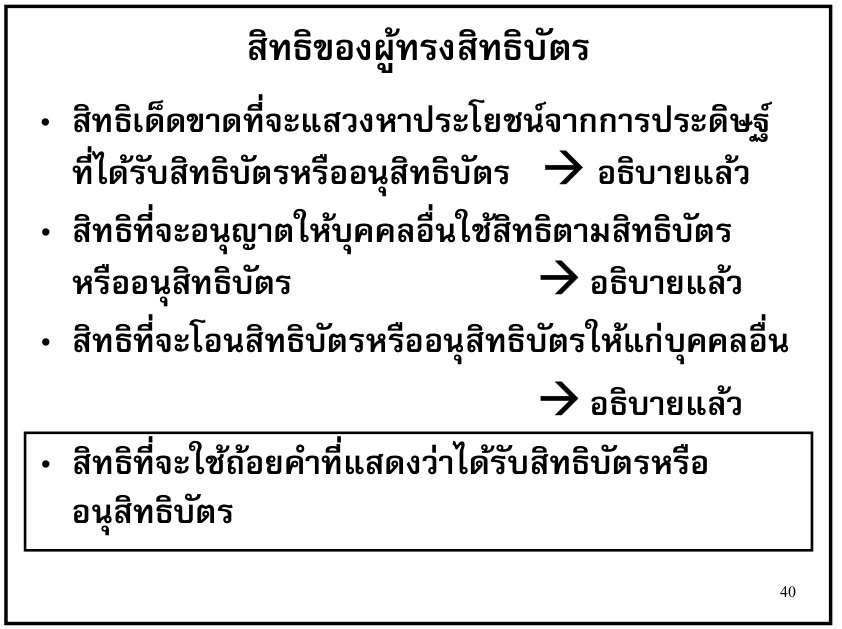 สิทธิของผู้ทรงสิทธิบัตร
• สิทธิเด็ดขาดที่จะแสวงหาประโยชน์จากการประดิษฐ์
ที่ได้รับสิทธิบัตรหรืออนุสิทธิบัตร → อธิบายแล้ว
• สิทธิที่จะอนุญาตให้บุคคลอื่นใช้สิทธิตามสิทธิบัตร
หรืออนุสิทธิบัตร → อธิบายแล้ว
• สิทธิที่จะโอนสิทธิบัตรหรืออนุสิทธิบัตรให้แก่บุคคลอื่น
→ อธิบายแล้ว
• สิทธิที่จะใช้ถ้อยคำที่แสดงว่าได้รับสิทธิบัตรหรือ
อนุสิทธิบัตร
40